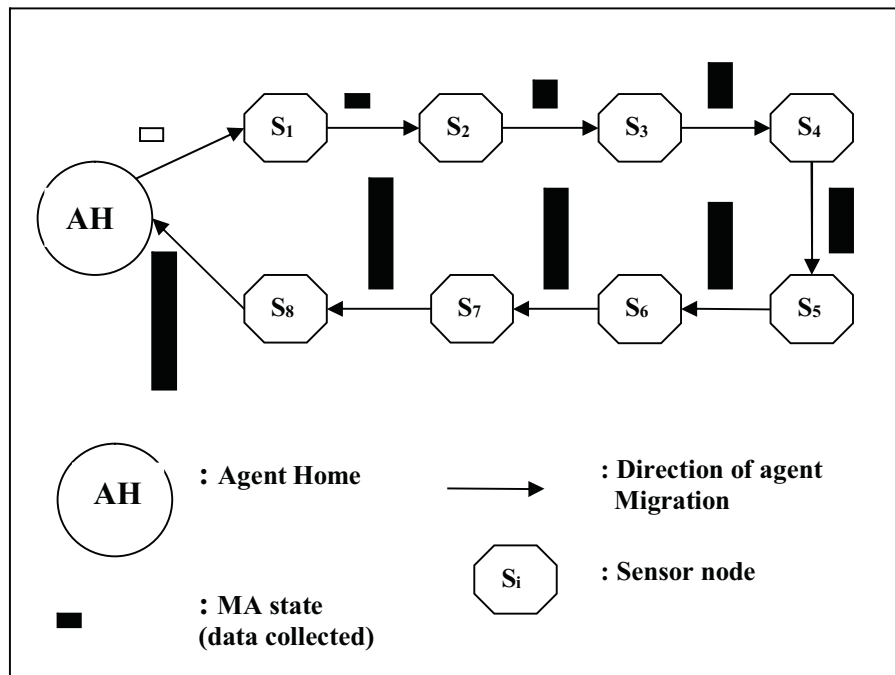 S1
S2
S3
S4
AH
S8
S7
S6
S5
AH
: Agent Home
: Direction of agent
Migration
Si
: Sensor node
: MA state
(data collected)